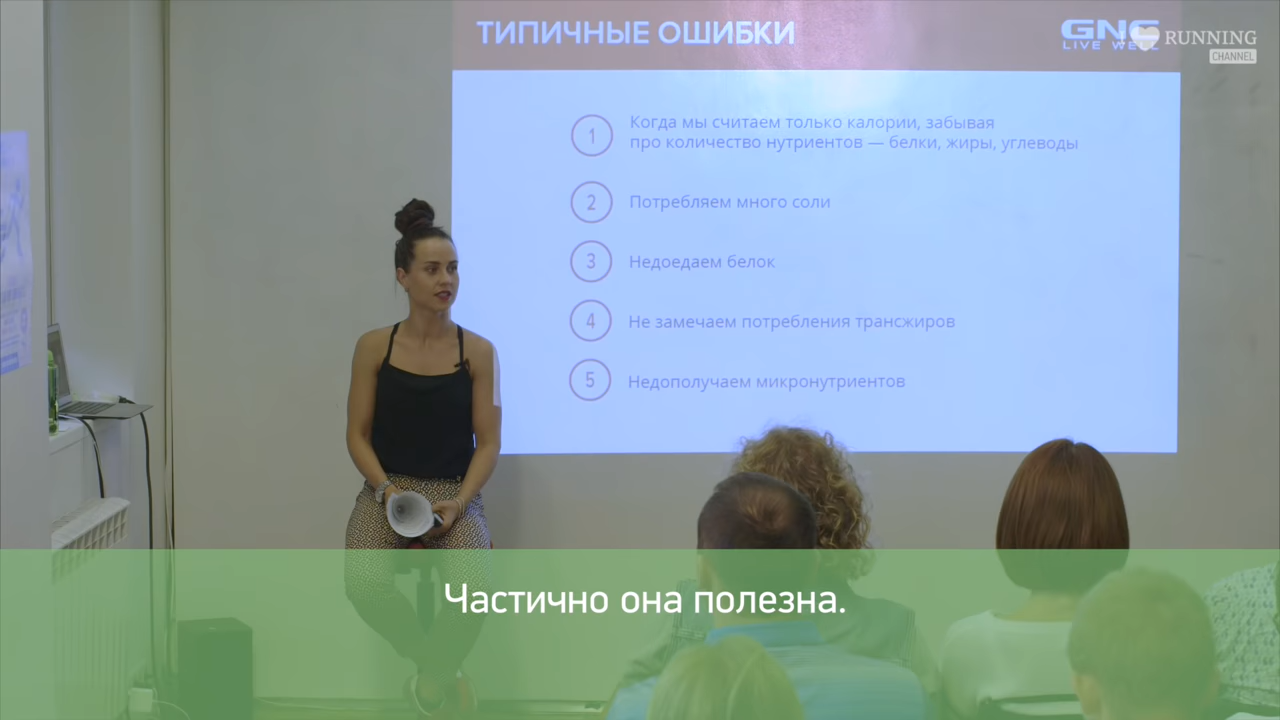 ТИПИЧНЫЕ ОШИБКИ
GNC
LIVE WELL
RUNNING
CHANNEL
1 Когда мы считаем только калории, забывая
про количество нутриентов — белки, жиры, углеводы
2 Потребляем много соли
3 Недоедаем белок
4 Не замечаем потребления трансжиров
5 Недополучаем микронутриентов
Частично она полезна.